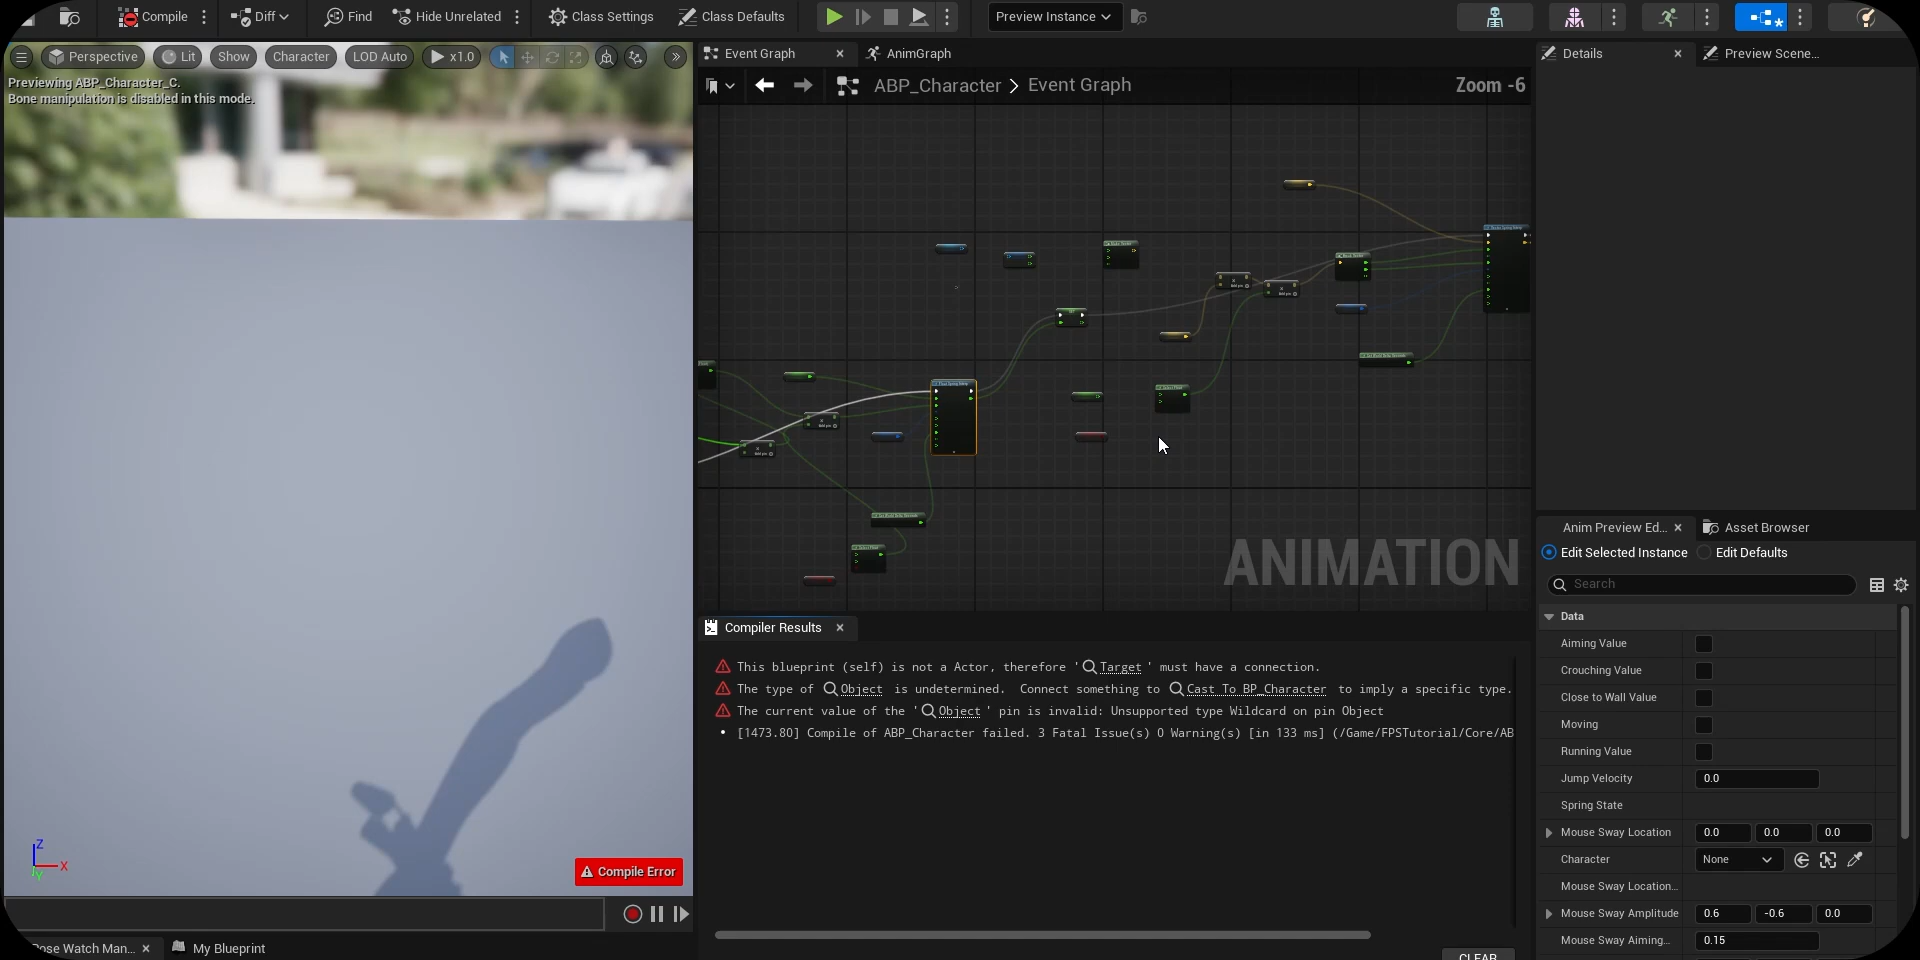 Compile
Diff
Find
Hide Unrelated
Class Settings
Class Defaults
Preview Instance
Perspective
Lit
Show
Character
LOD Auto
x1.0
Previewing ABP_Character_C.
Bone manipulation is disabled in this mode.
Event Graph
AnimGraph
ABP_Character
Event Graph
Zoom -6
ANIMATION
Compiler Results
This blueprint (self) is not a Actor, therefore ' Target ' must have a connection.
The type of Object is undetermined. Connect something to Cast To BP_Character to imply a specific type.
The current value of the ' Object ' pin is invalid: Unsupported type Wildcard on pin Object
[1473.80] Compile of ABP_Character failed. 3 Fatal Issue(s) 0 Warning(s) [in 133 ms] (/Game/FPSTutorial/Core/AB
CLEAR
Z
X
Y
Compile Error
Pose Watch Man...
My Blueprint
Details
Preview Scene...
Anim Preview Ed...
Asset Browser
Edit Selected Instance
Edit Defaults
Search
Data
Aiming Value
Crouching Value
Close to Wall Value
Moving
Running Value
Jump Velocity 0.0
Spring State
Mouse Sway Location 0.0 0.0 0.0
Character None
Mouse Sway Location...
Mouse Sway Amplitude 0.6 -0.6 0.0
Mouse Sway Aiming... 0.15